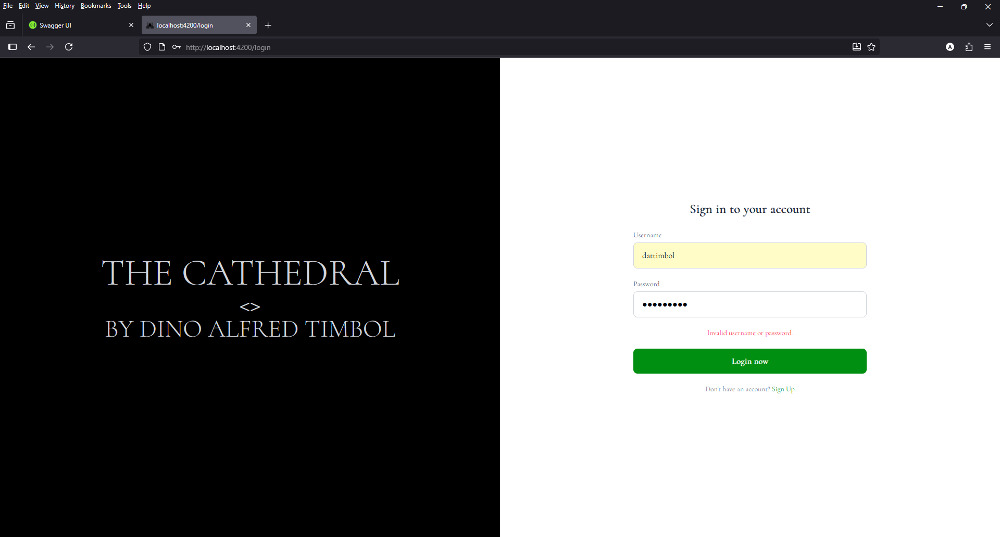 File Edit View History Bookmarks Tools Help
Swagger UI
localhost:4200/login
http://localhost:4200/login
A
THE CATHEDRAL
<>
BY DINO ALFRED TIMBOL
Sign in to your account
Username
dattimbol
Password
•••••••••
Invalid username or password.
Login now
Don't have an account? Sign Up